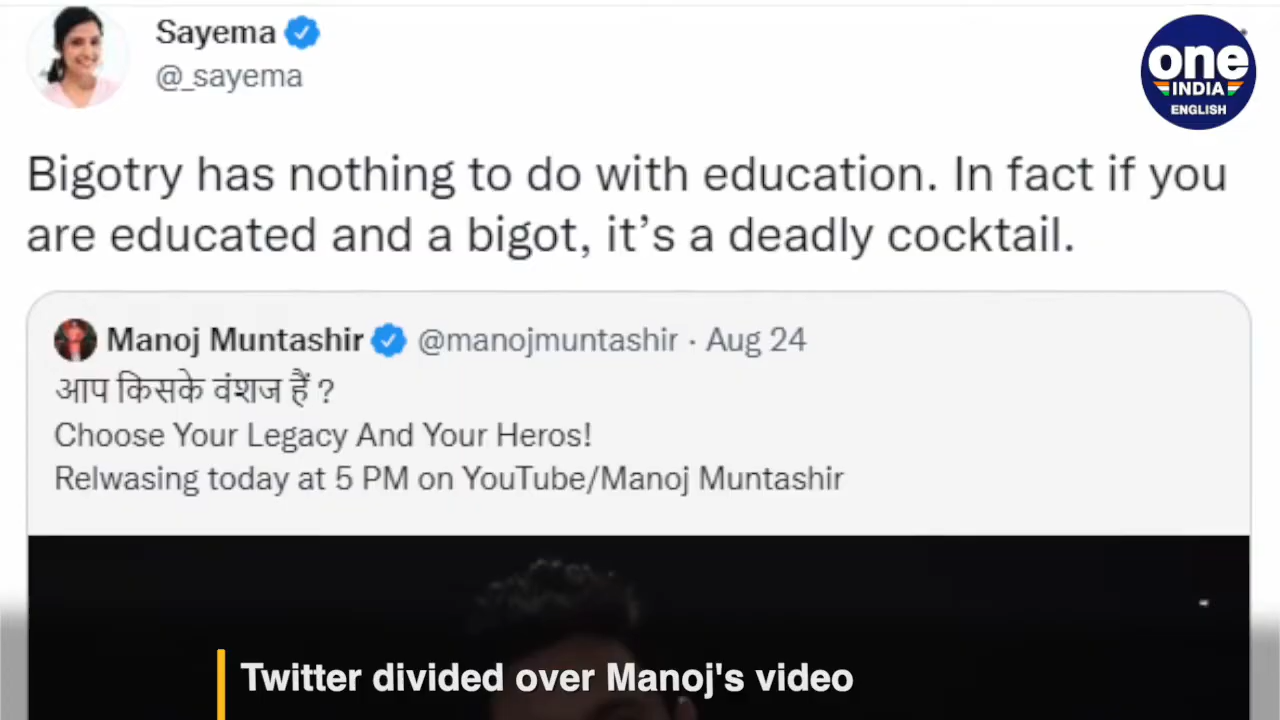 Sayema
@_sayema
one
INDIA
ENGLISH
Bigotry has nothing to do with education. In fact if you
are educated and a bigot, it’s a deadly cocktail.
Manoj Muntashir @manojmuntashir · Aug 24
आप किसके वंशज हैं ?
Choose Your Legacy And Your Heros!
Relwasing today at 5 PM on YouTube/Manoj Muntashir
Twitter divided over Manoj's video